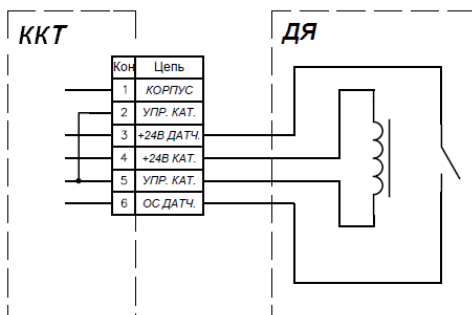 ККТ
ДЯ
Кон Цепь
1 КОРПУС
2 УПР. КАТ.
3 +24В ДАТЧ.
4 +24В КАТ.
5 УПР. КАТ.
6 ОС ДАТЧ.